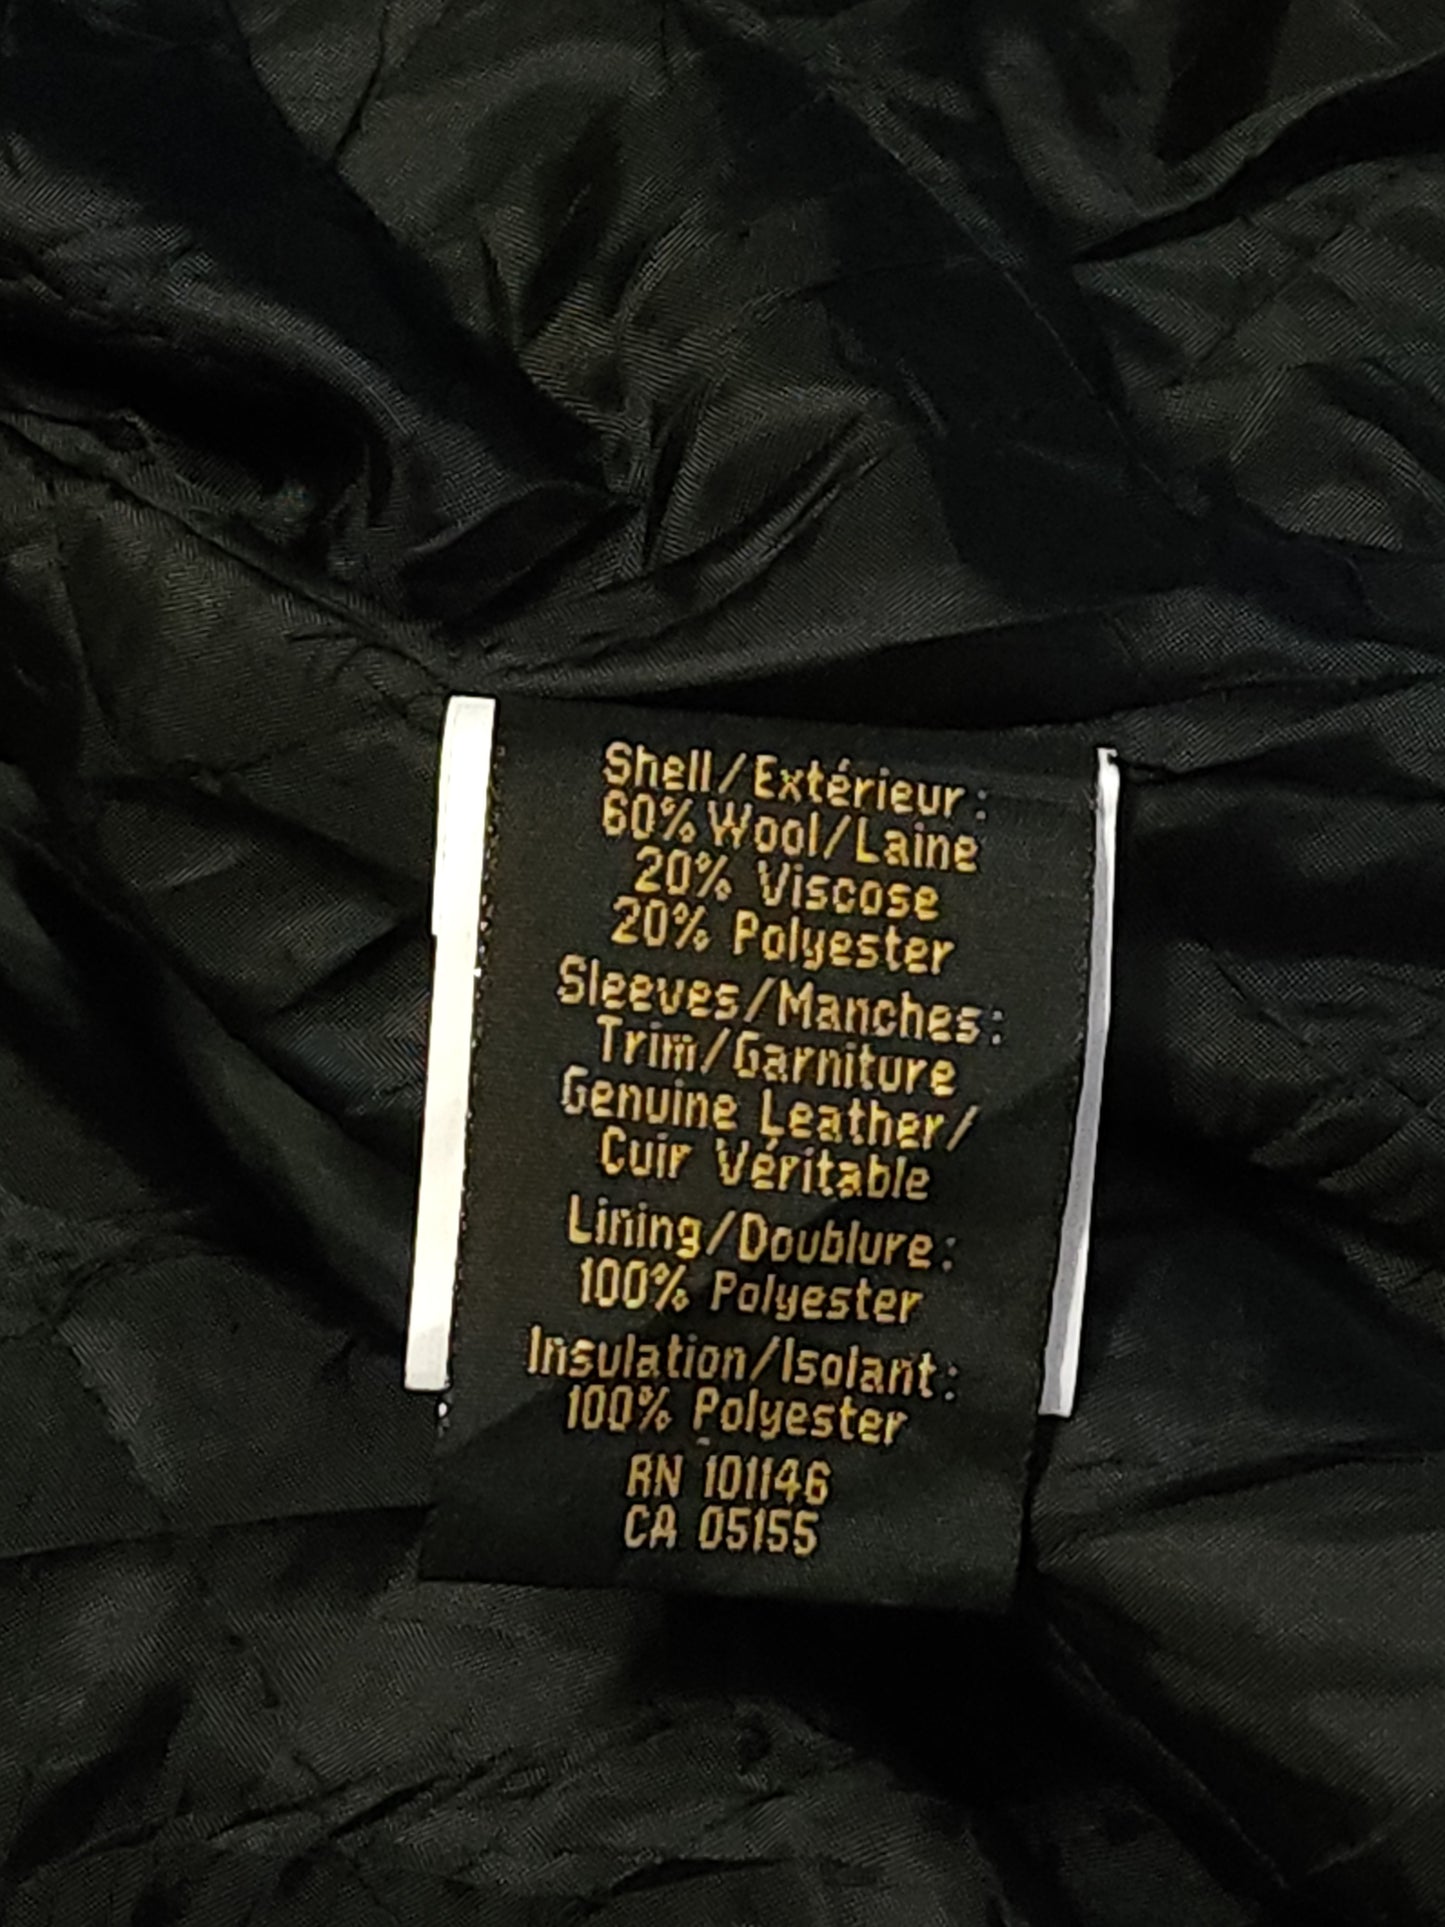 Shell/Extérieur:
60% Wool/Laine
20% Viscose
20% Polyester
Sleeves/Manches:
Trim/Garniture
Genuine Leather/
Cuir Véritable
Lining/Doublure:
100% Polyester
Insulation/Isolant:
100% Polyester
RN 101146
CA 05155